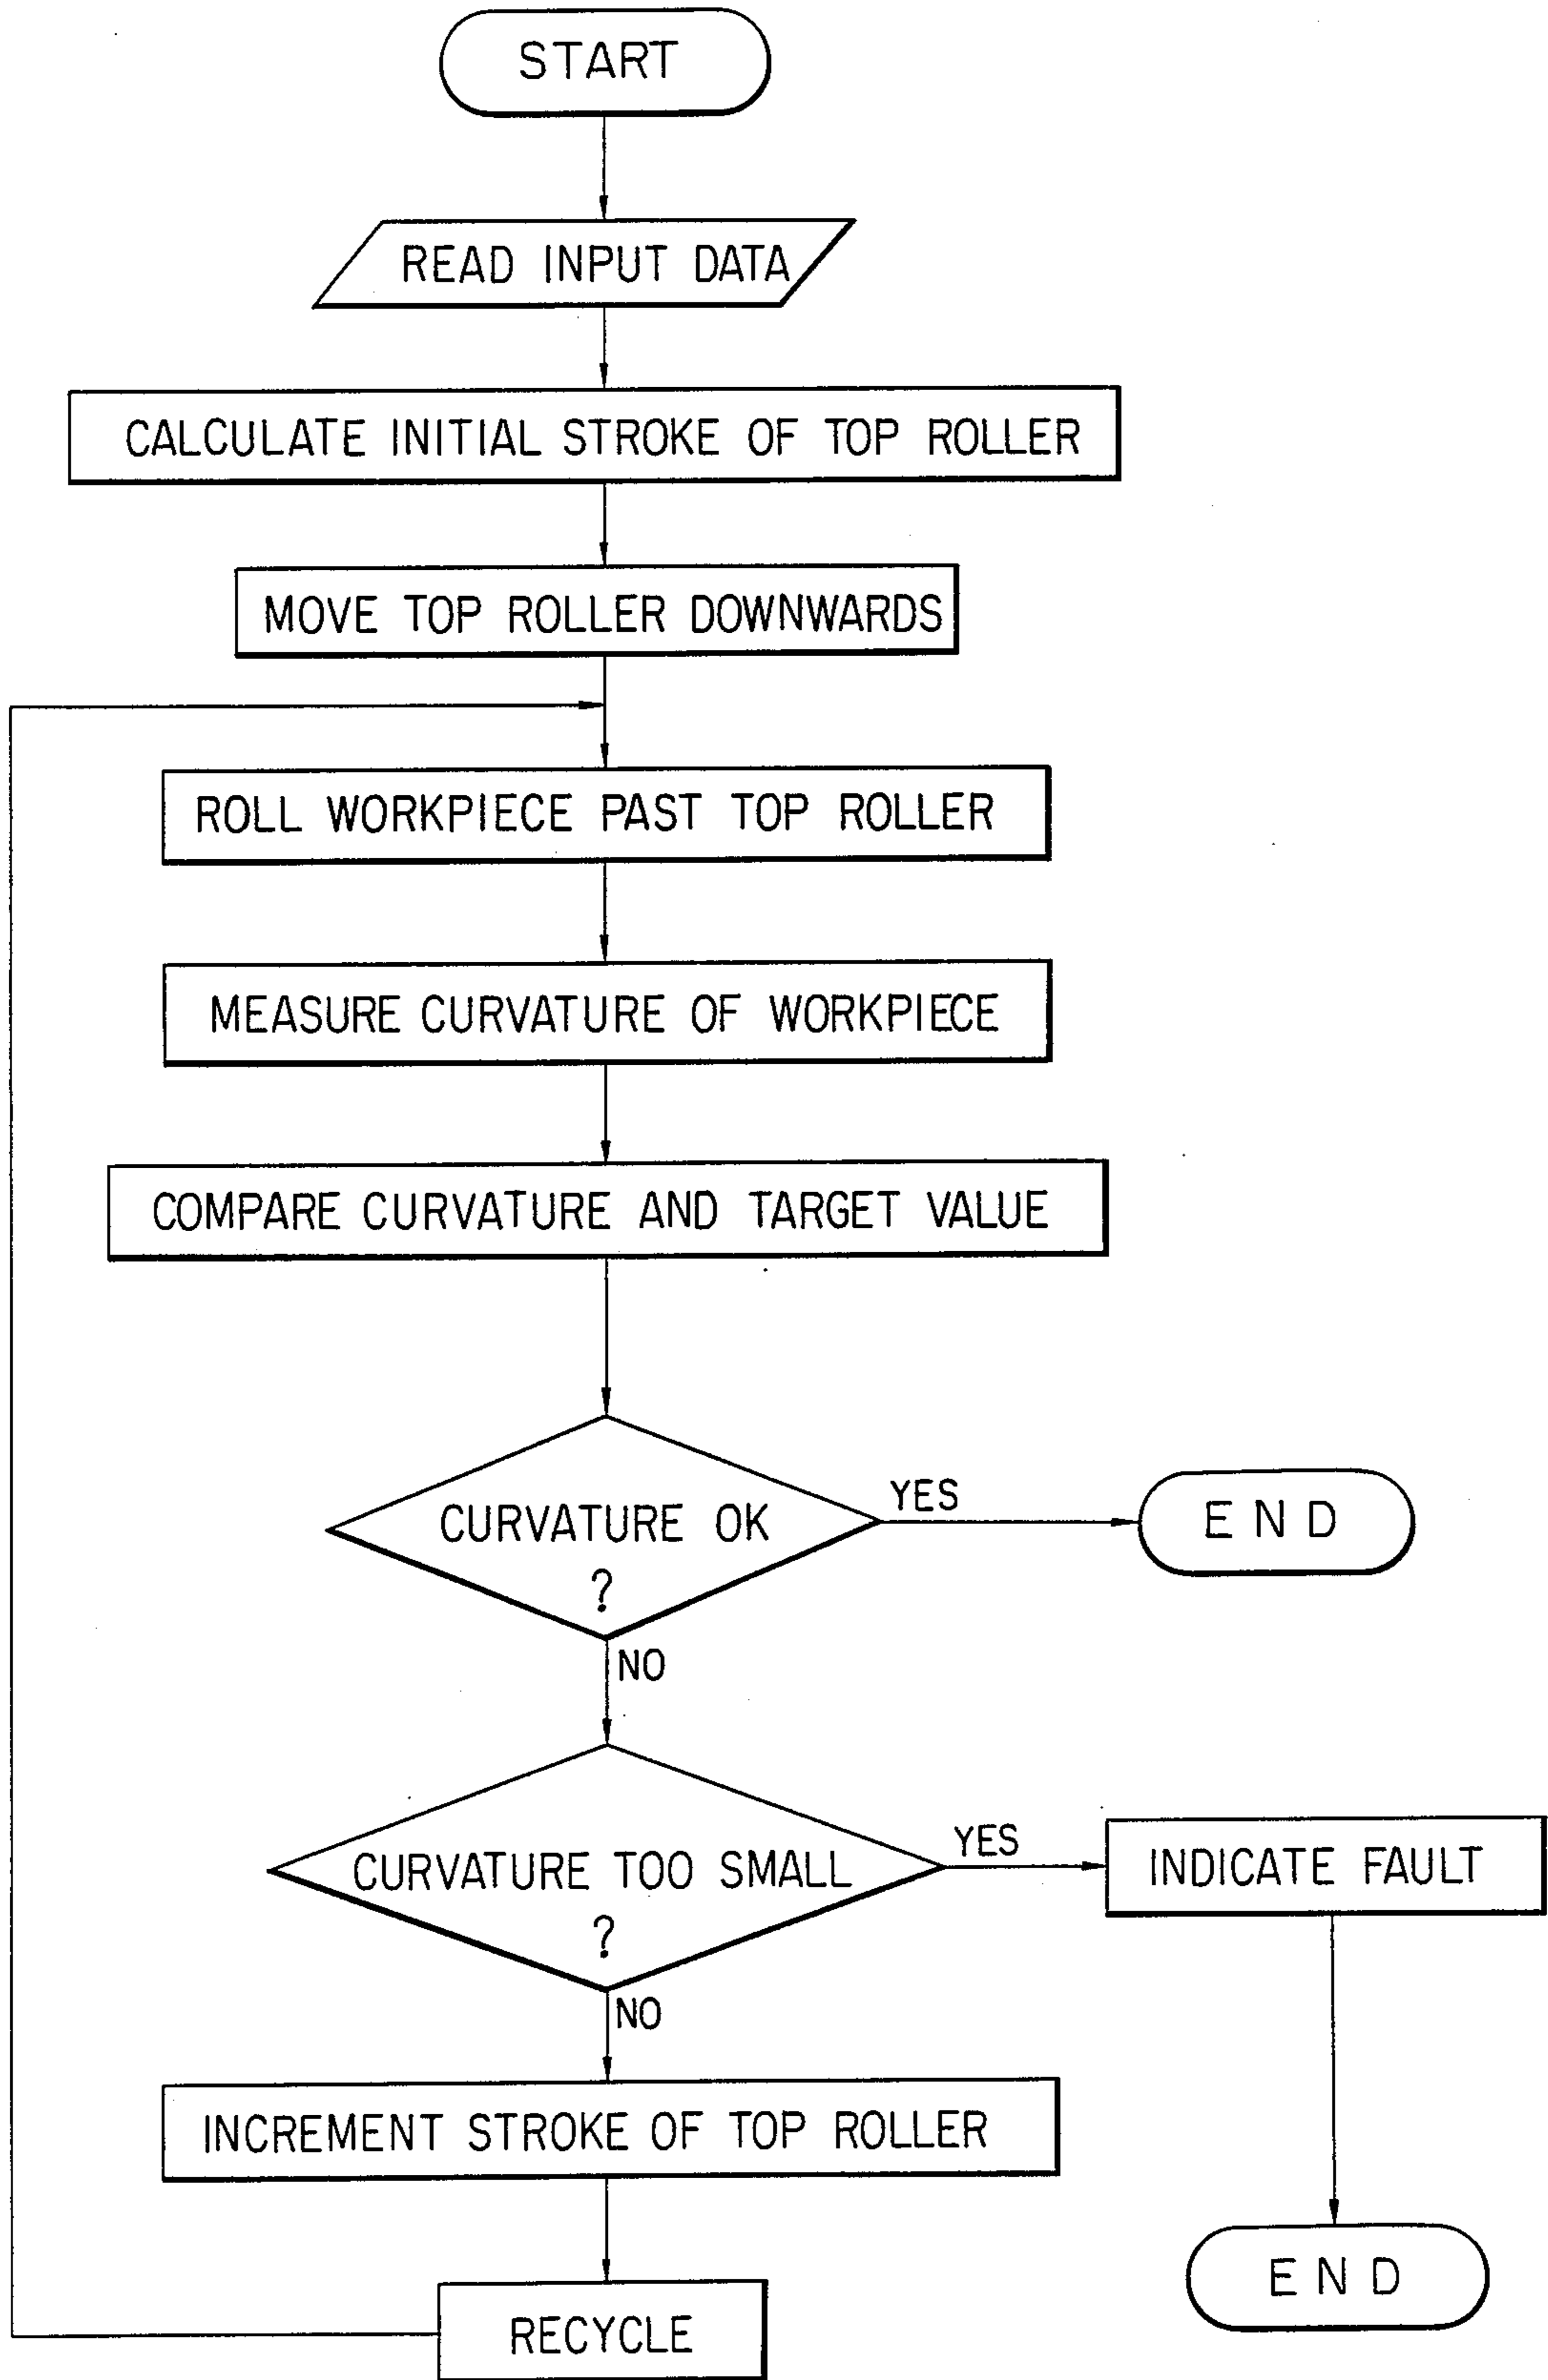 START
READ INPUT DATA
CALCULATE INITIAL STROKE OF TOP ROLLER
MOVE TOP ROLLER DOWNWARDS
ROLL WORKPIECE PAST TOP ROLLER
MEASURE CURVATURE OF WORKPIECE
COMPARE CURVATURE AND TARGET VALUE
CURVATURE OK
?
YES
END
NO
CURVATURE TOO SMALL
?
YES
INDICATE FAULT
NO
INCREMENT STROKE OF TOP ROLLER
END
RECYCLE